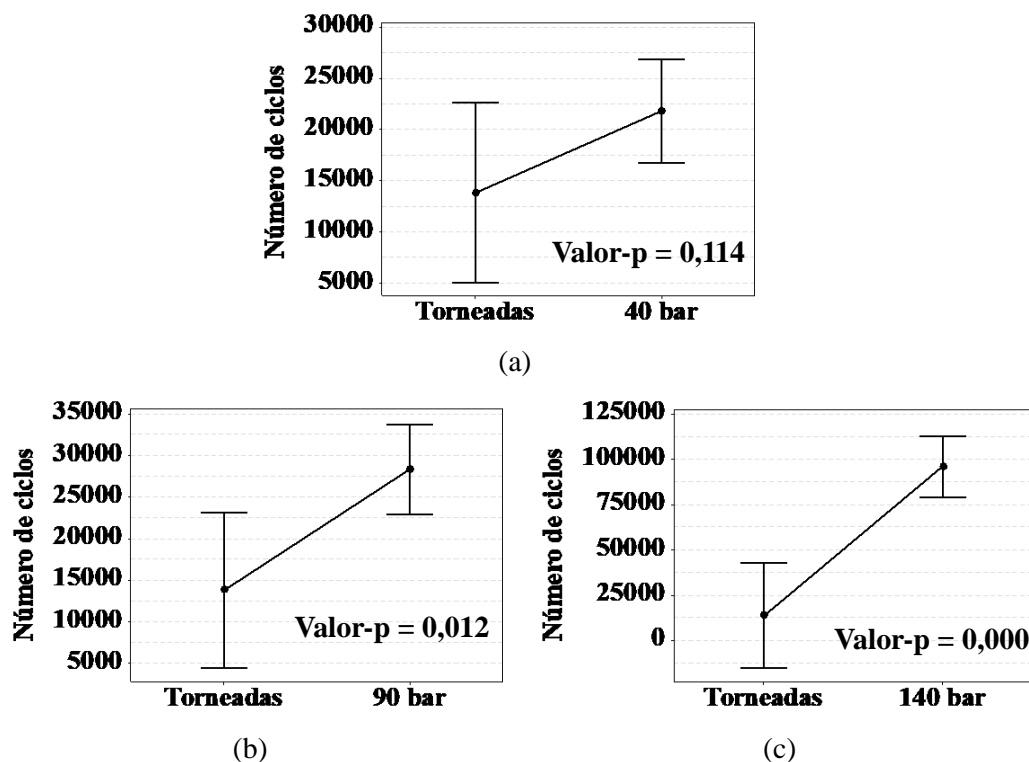 Número de ciclos
30000
25000
20000
15000
10000
5000
Valor-p = 0,114
Torneadas 40 bar
(a)
Número de ciclos
35000
30000
25000
20000
15000
10000
5000
Valor-p = 0,012
Torneadas 90 bar
(b)
Número de ciclos
125000
100000
75000
50000
25000
0
Valor-p = 0,000
Torneadas 140 bar
(c)